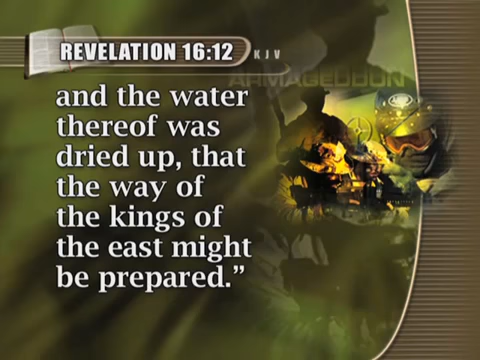 REVELATION 16:12 KJV
ARMAGEDDON
and the water
thereof was
dried up, that
the way of
the kings of
the east might
be prepared.”